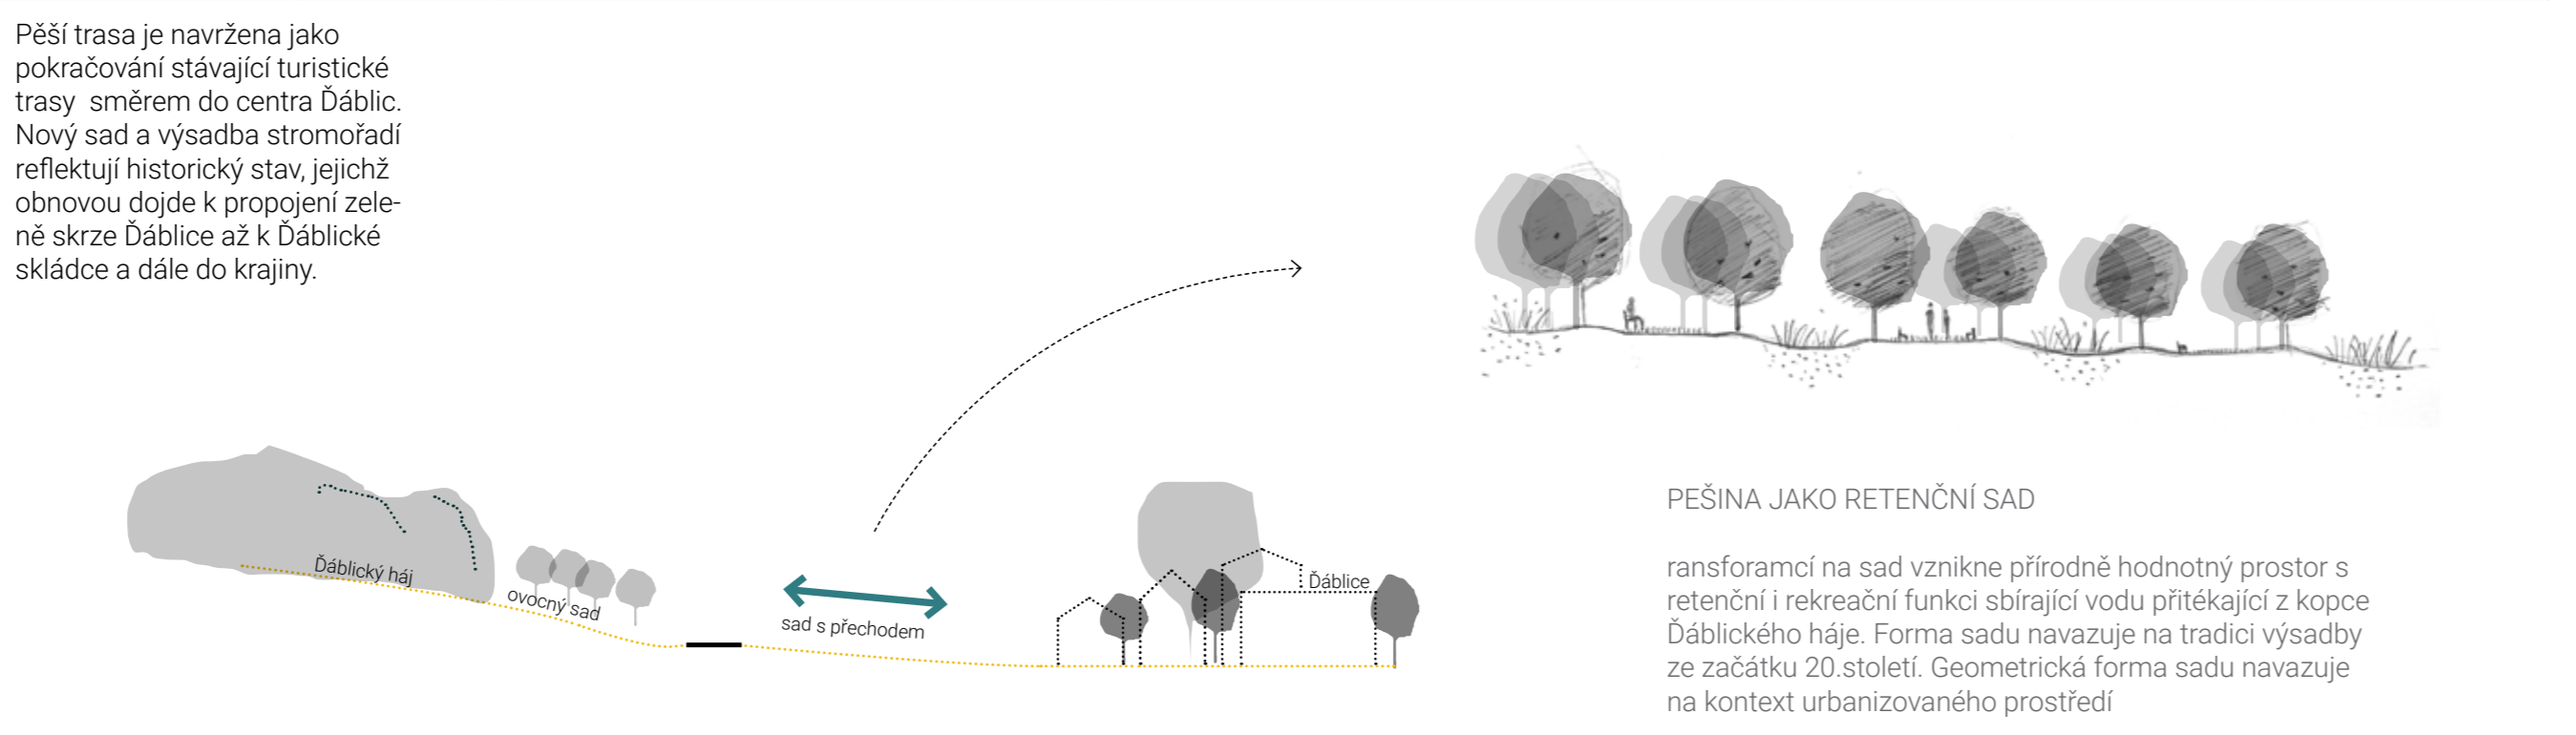 Pěší trasa je navržena jako
pokračování stávající turistické
trasy  směrem do centra Ďáblic.
Nový sad a výsadba stromořadí
reflektují historický stav, jejichž
obnovou dojde k propojení zele-
ně skrze Ďáblice až k Ďáblické
skládce a dále do krajiny.
Ďáblický háj
ovocný sad
sad s přechodem
Ďáblice
PEŠINA JAKO RETENČNÍ SAD
ransforamcí na sad vznikne přírodně hodnotný prostor s
retenční i rekreační funkci sbírající vodu přitékající z kopce
Ďáblického háje. Forma sadu navazuje na tradici výsadby
ze začátku 20.století. Geometrická forma sadu navazuje
na kontext urbanizovaného prostředí